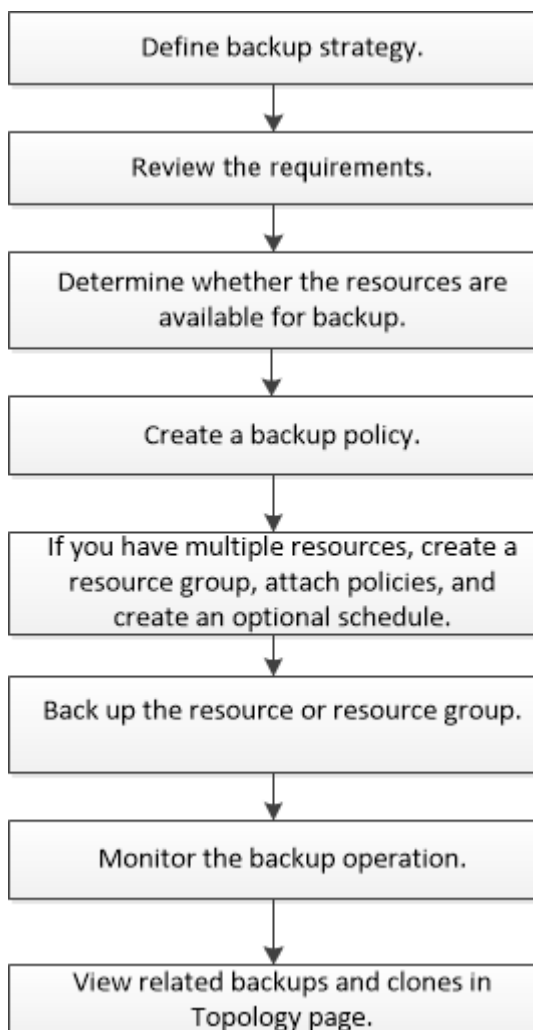 Define backup strategy.
Review the requirements.
Determine whether the resources are
available for backup.
Create a backup policy.
If you have multiple resources, create a
resource group, attach policies, and
create an optional schedule.
Back up the resource or resource group.
Monitor the backup operation.
View related backups and clones in
Topology page.